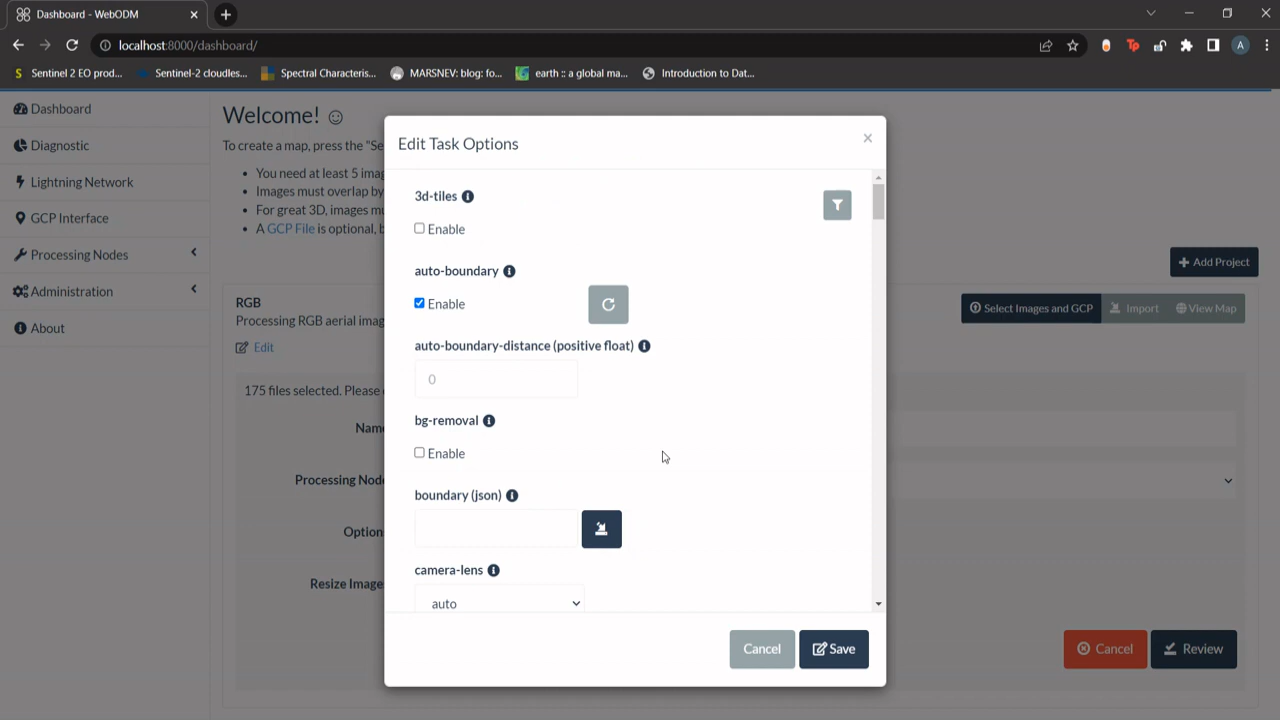 Dashboard - WebODM
localhost:8000/dashboard/
A
S Sentinel 2 EO prod...
Sentinel-2 cloudles...
Spectral Characteris...
MARSNEV: blog: fo...
earth :: a global ma...
Introduction to Dat...
Dashboard
Diagnostic
Lightning Network
GCP Interface
Processing Nodes
Administration
About
Welcome!
To create a map, press the "Se
You need at least 5 imag
Images must overlap by
For great 3D, images mu
A GCP File is optional, b
Add Project
RGB
Processing RGB aerial imag
Edit
Select Images and GCP
Import
View Map
175 files selected. Please
Name
Processing Node
Option
Resize Image
Cancel
Review
Edit Task Options
3d-tiles
Enable
auto-boundary
Enable
auto-boundary-distance (positive float)
0
bg-removal
Enable
boundary (json)
camera-lens
auto
Cancel
Save